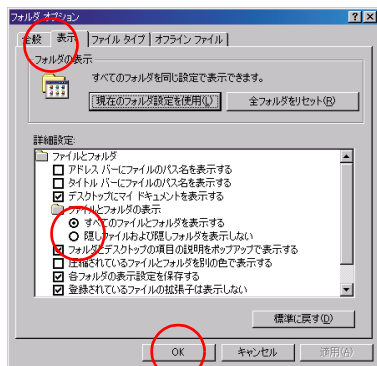 フォルダ オプション
全般 表示 ファイル タイプ オフライン ファイル
フォルダの表示
すべてのフォルダを同じ設定で表示できます。
現在のフォルダ設定を使用(L) 全フォルダをリセット(R)
詳細設定:
ファイルとフォルダ
アドレス バーにファイルのパス名を表示する
タイトル バーにファイルのパス名を表示する
デスクトップにマイ ドキュメントを表示する
ファイルとフォルダの表示
すべてのファイルとフォルダを表示する
隠しファイルおよび隠しフォルダを表示しない
フォルダとデスクトップの項目の説明をポップアップで表示する
圧縮されているファイルとフォルダを別の色で表示する
各フォルダの表示設定を保存する
登録されているファイルの拡張子は表示しない
標準に戻す(D)
OK キャンセル 適用(A)